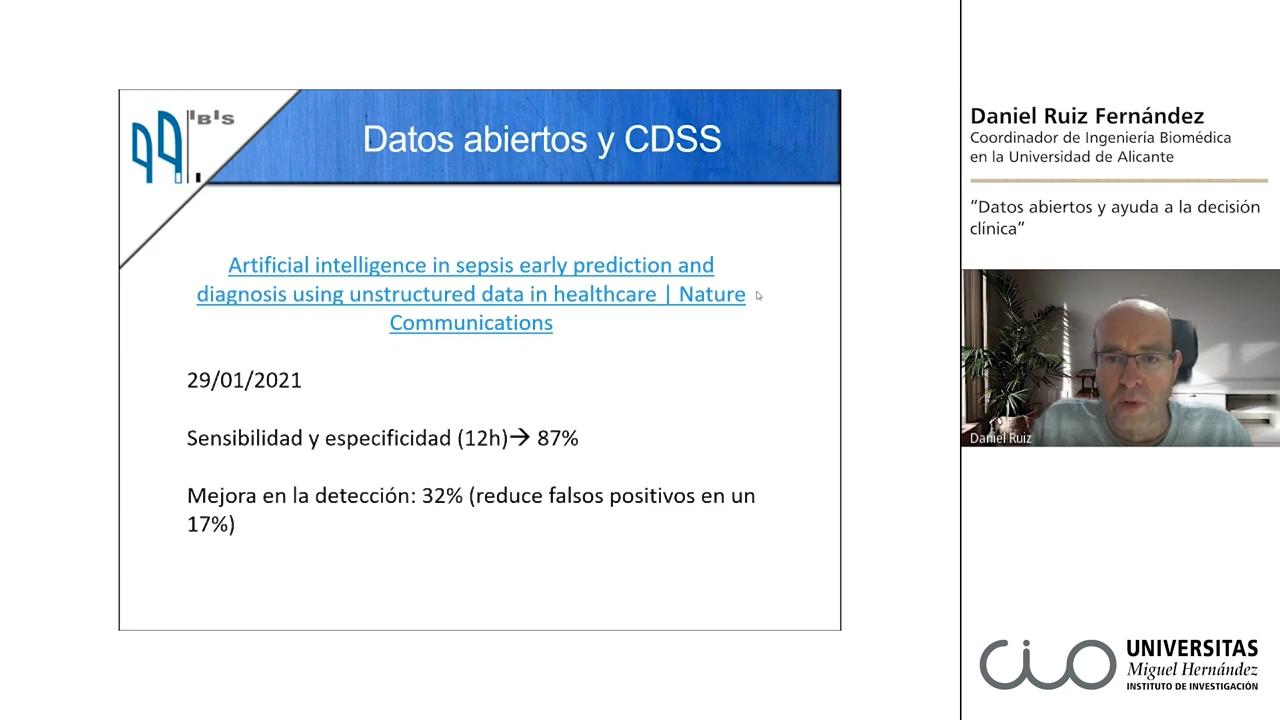 IBIS
Datos abiertos y CDSS
Artificial intelligence in sepsis early prediction and
diagnosis using unstructured data in healthcare | Nature
Communications
29/01/2021
Sensibilidad y especificidad (12h)→ 87%
Mejora en la detección: 32% (reduce falsos positivos en un
17%)
Daniel Ruiz Fernández
Coordinador de Ingeniería Biomédica
en la Universidad de Alicante
“Datos abiertos y ayuda a la decisión
clínica”
Daniel Ruiz
cio
UNIVERSITAS
Miguel Hernández
INSTITUTO DE INVESTIGACIÓN